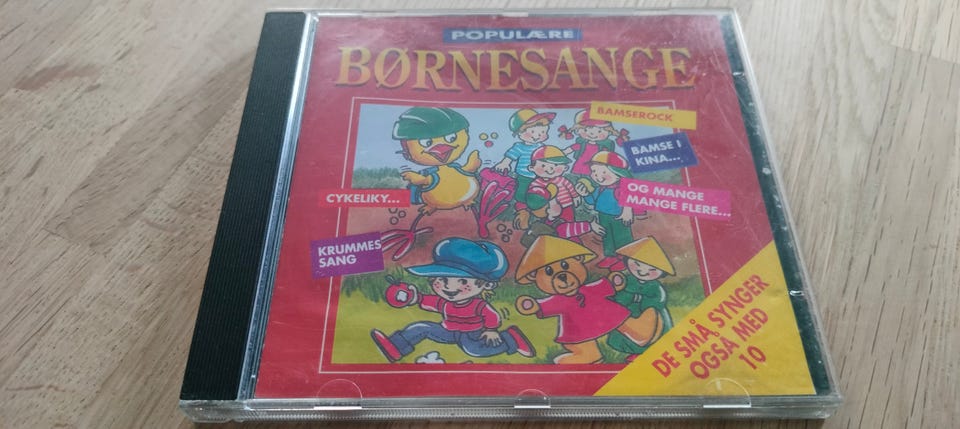 POPULÆRE
BØRNESANGE
BAMSEROCK
BAMSE I
KINA...
OG MANGE
MANGE FLERE...
CYKELIKY...
KRUMMES
SANG
DE SMÅ SYNGER
OGSÅ MED
10